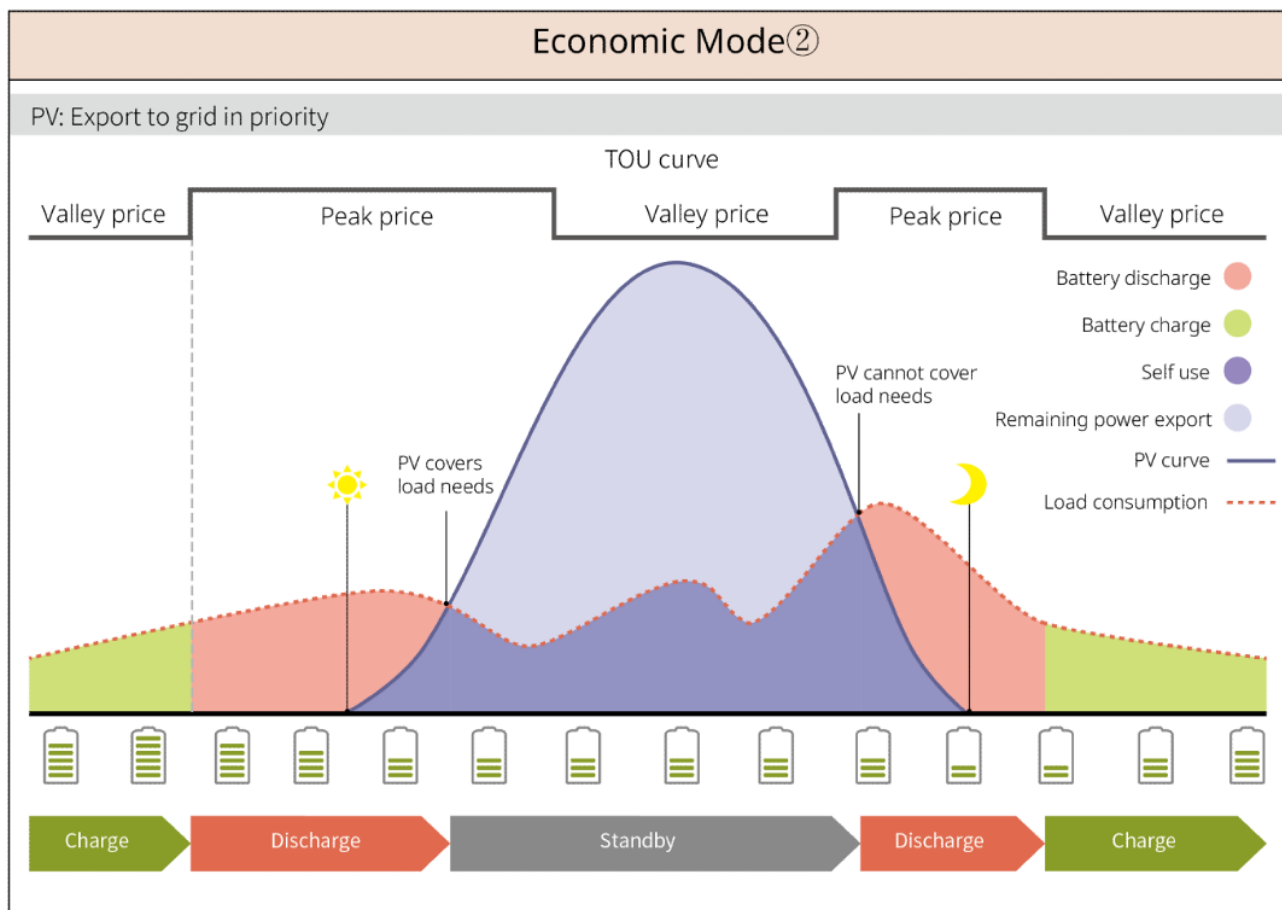 Economic Mode②
PV: Export to grid in priority
TOU curve
Valley price
Peak price
Valley price
Peak price
Valley price
Battery discharge
Battery charge
Self use
Remaining power export
PV curve
Load consumption
PV cannot cover
load needs
PV covers
load needs
Charge
Discharge
Standby
Discharge
Charge